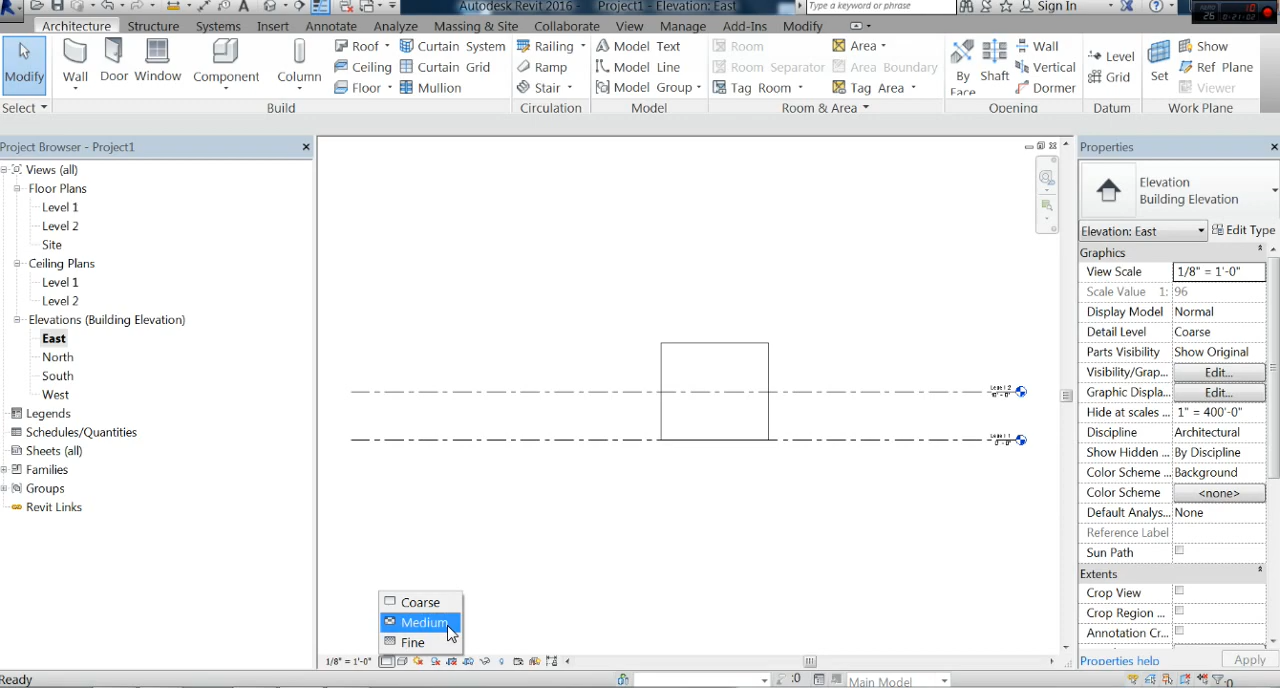 Autodesk Revit 2016 - Project1 - Elevation: East
Type a keyword or phrase
Sign In
Architecture Structure Systems Insert Annotate Analyze Massing & Site Collaborate View Manage Add-Ins Modify
Modify
Wall
Door
Window
Component
Column
Roof
Ceiling
Floor
Curtain System
Curtain Grid
Mullion
Railing
Ramp
Stair
Model Text
Model Line
Model Group
Room
Room Separator
Tag Room
Area
Area Boundary
Tag Area
By
Face
Shaft
Wall
Vertical
Dormer
Level
Grid
Set
Show
Ref Plane
Viewer
Select Build Circulation Model Room & Area Opening Datum Work Plane
Project Browser - Project1
Views (all)
Floor Plans
Level 1
Level 2
Site
Ceiling Plans
Level 1
Level 2
Elevations (Building Elevation)
East
North
South
West
Legends
Schedules/Quantities
Sheets (all)
Families
Groups
Revit Links
Level 2
Level 1
Coarse
Medium
Fine
1/8" = 1'-0"
Properties
Elevation
Building Elevation
Elevation: East Edit Type
Graphics
View Scale 1/8" = 1'-0"
Scale Value 1: 96
Display Model Normal
Detail Level Coarse
Parts Visibility Show Original
Visibility/Grap... Edit...
Graphic Displa... Edit...
Hide at scales ... 1" = 400'-0"
Discipline Architectural
Show Hidden ... By Discipline
Color Scheme ... Background
Color Scheme <none>
Default Analys... None
Reference Label
Sun Path
Extents
Crop View
Crop Region ...
Annotation Cr...
Properties help Apply
Ready
:0
Main Model
:0